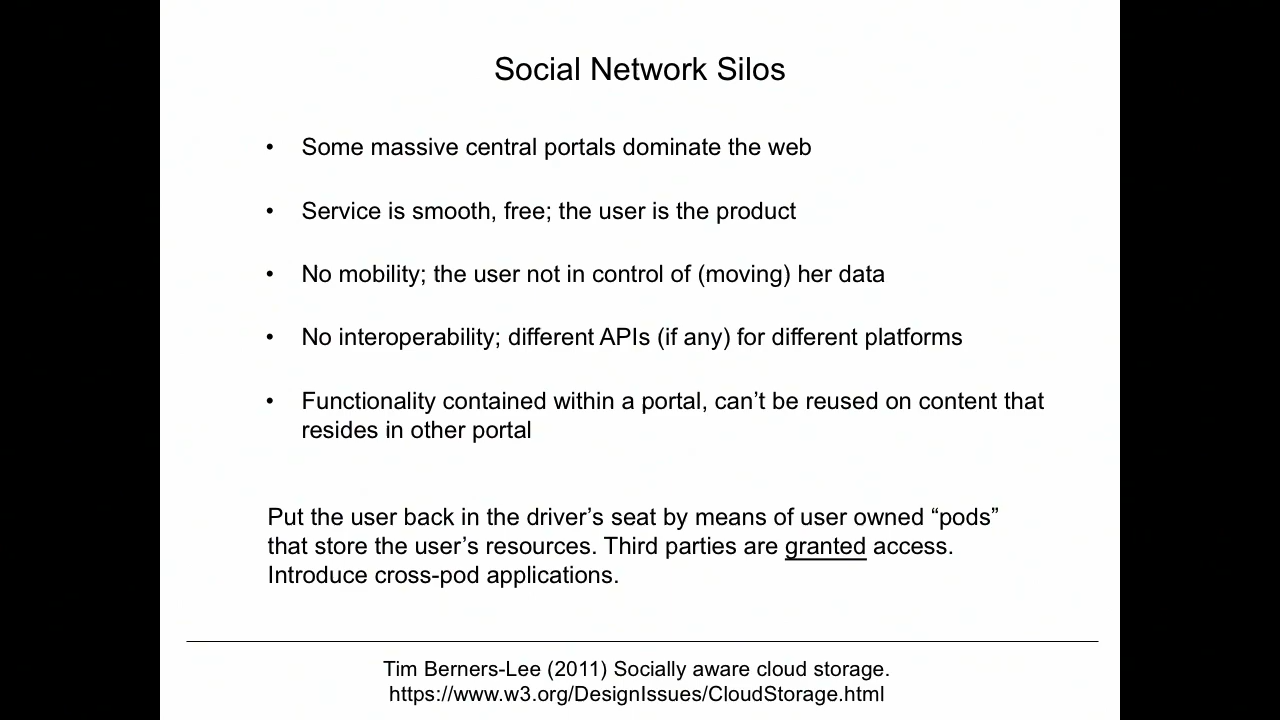 Social Network Silos
• Some massive central portals dominate the web
• Service is smooth, free; the user is the product
• No mobility; the user not in control of (moving) her data
• No interoperability; different APIs (if any) for different platforms
• Functionality contained within a portal, can’t be reused on content that
resides in other portal
Put the user back in the driver’s seat by means of user owned “pods”
that store the user’s resources. Third parties are granted access.
Introduce cross-pod applications.
Tim Berners-Lee (2011) Socially aware cloud storage.
https://www.w3.org/DesignIssues/CloudStorage.html